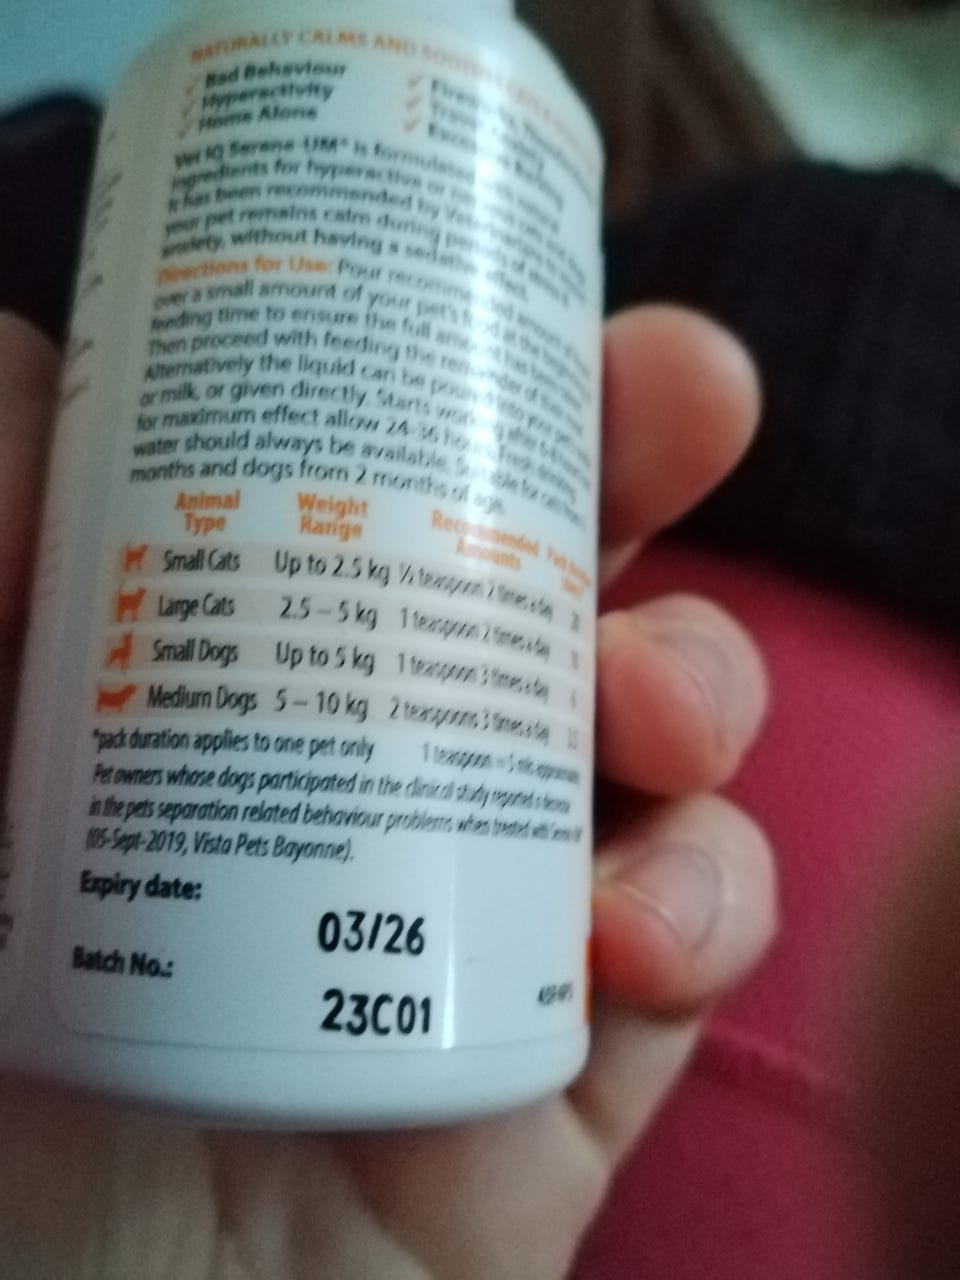 NATURALLY CALMS AND
Bad Behaviour
Hyperactivity
Home Alone
Travel
Vet IQ Serene-UM® is formulated with natural
ingredients for hyperactive or
It has been recommended by
your pet remains calm during periods of
anxiety, without having a sedative effect.
Directions for Use: Pour recommended amount
over a small amount of your pet's food at the
feeding time to ensure the full amount has been
Then proceed with feeding the remainder of
Alternatively the liquid can be poured into your pet's
or milk, or given directly. Starts working after
for maximum effect allow 24-36 hours. Fresh drinking
water should always be available. Suitable for cats from
months and dogs from 2 months of age.
Animal Type Weight Range Recommended Amounts
Small Cats Up to 2.5 kg ½ teaspoon 2 times a day
Large Cats 2.5 – 5 kg 1 teaspoon 2 times a day
Small Dogs Up to 5 kg 1 teaspoon 3 times a day
Medium Dogs 5 – 10 kg 2 teaspoons 3 times a day
*pack duration applies to one pet only 1 teaspoon = 5 mls approximately
Pet owners whose dogs participated in the clinical study reported a
in the pets separation related behaviour problems when treated with
(05-Sept-2019, Vista Pets Bayonne).
Expiry date:
03/26
Batch No.:
23C01